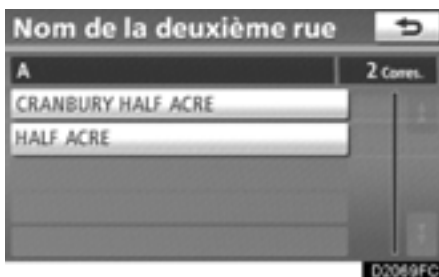 Nom de la deuxième rue
A 2 Corres.
CRANBURY HALF ACRE
HALF ACRE
D2069FC